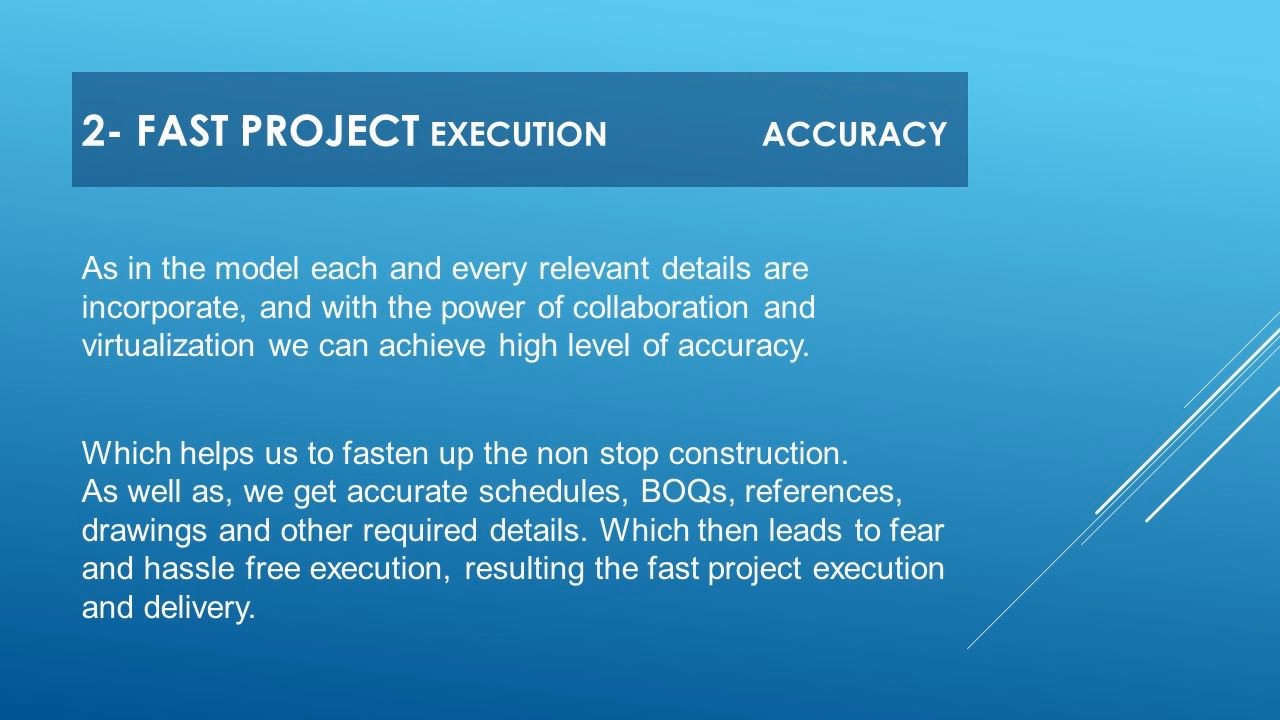 2- FAST PROJECT EXECUTION ACCURACY
As in the model each and every relevant details are
incorporate, and with the power of collaboration and
virtualization we can achieve high level of accuracy.
Which helps us to fasten up the non stop construction.
As well as, we get accurate schedules, BOQs, references,
drawings and other required details. Which then leads to fear
and hassle free execution, resulting the fast project execution
and delivery.